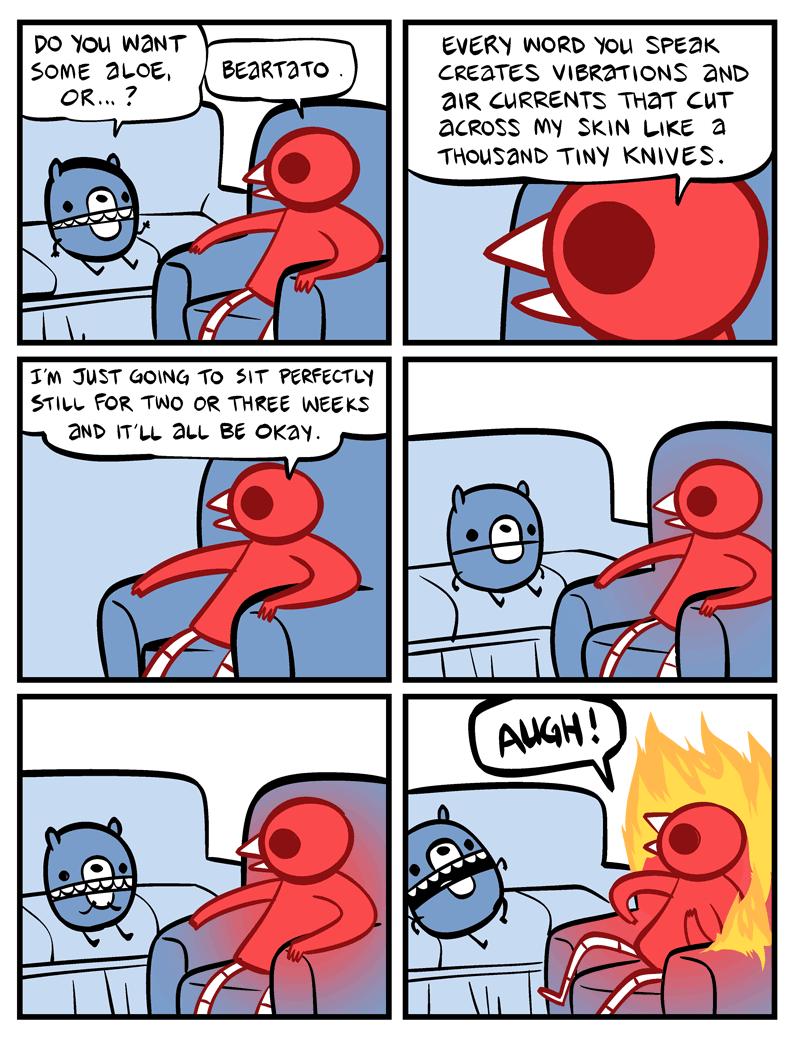 DO YOU WANT
SOME ALOE,
OR... ?
BEARTATO.
EVERY WORD YOU SPEAK
CREATES VIBRATIONS AND
AIR CURRENTS THAT CUT
ACROSS MY SKIN LIKE A
THOUSAND TINY KNIVES.
I'M JUST GOING TO SIT PERFECTLY
STILL FOR TWO OR THREE WEEKS
AND IT'LL ALL BE OKAY.
AUGH!